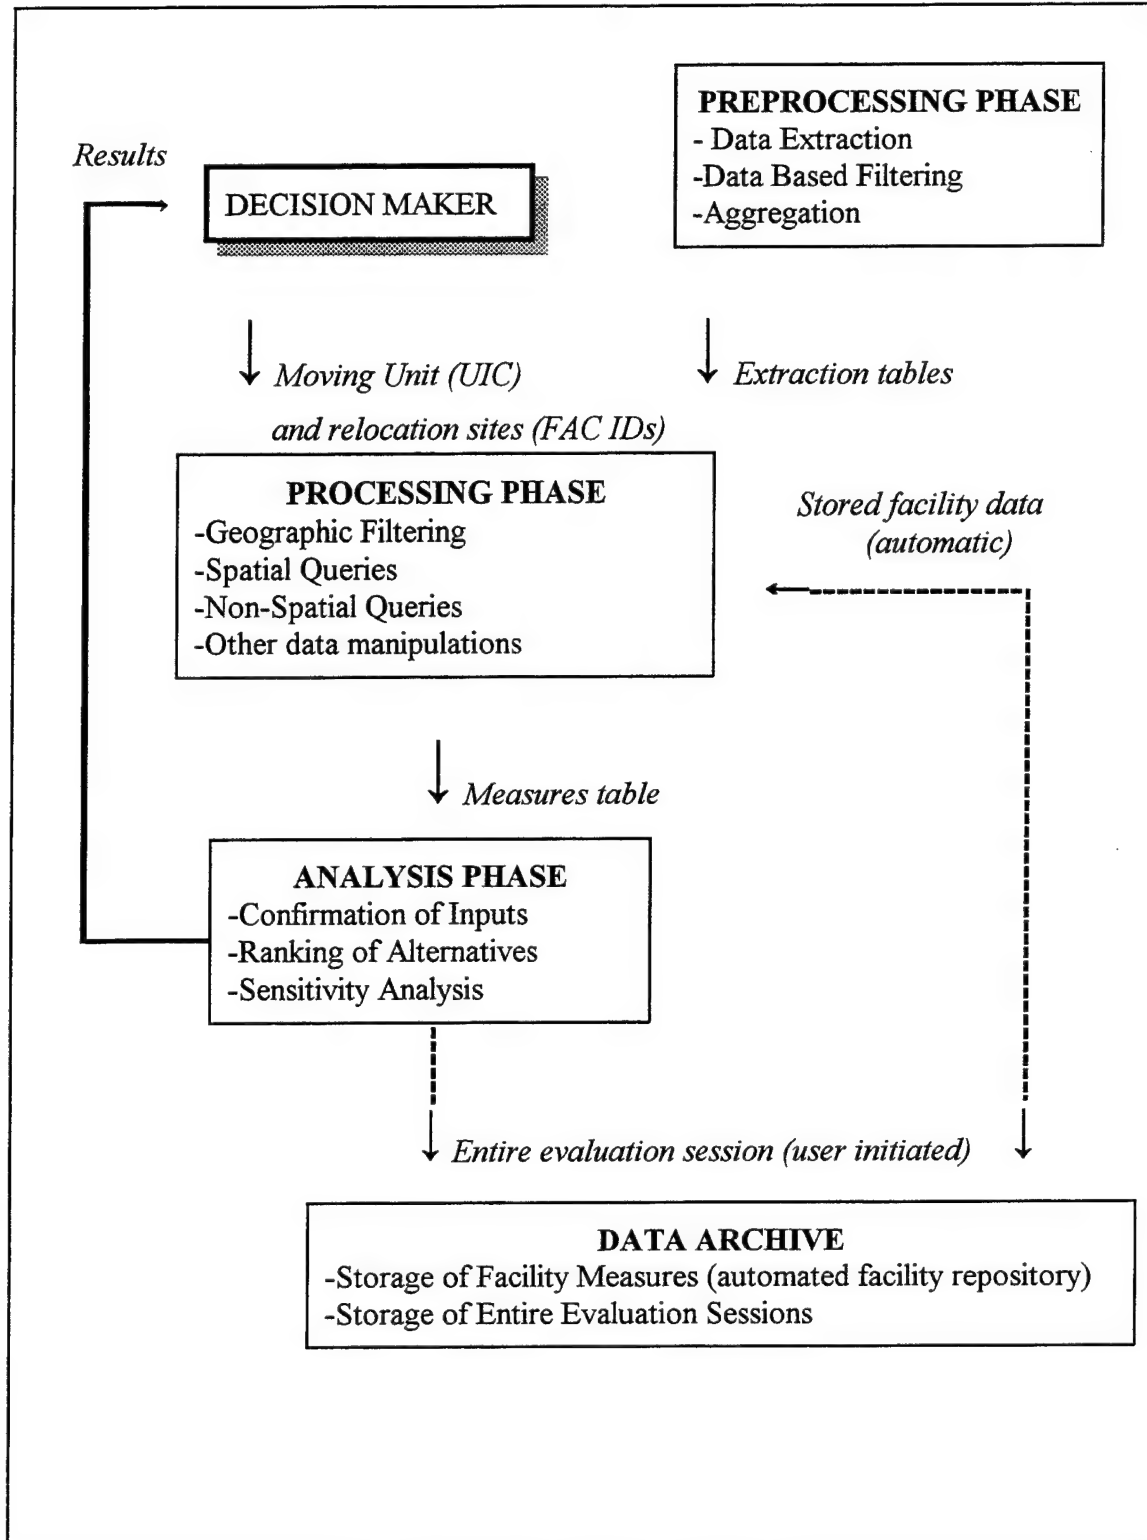 PREPROCESSING PHASE
- Data Extraction
-Data Based Filtering
-Aggregation
Results
DECISION MAKER
Moving Unit (UIC)
and relocation sites (FAC IDs)
Extraction tables
PROCESSING PHASE
-Geographic Filtering
-Spatial Queries
-Non-Spatial Queries
-Other data manipulations
Stored facility data
(automatic)
Measures table
ANALYSIS PHASE
-Confirmation of Inputs
-Ranking of Alternatives
-Sensitivity Analysis
Entire evaluation session (user initiated)
DATA ARCHIVE
-Storage of Facility Measures (automated facility repository)
-Storage of Entire Evaluation Sessions